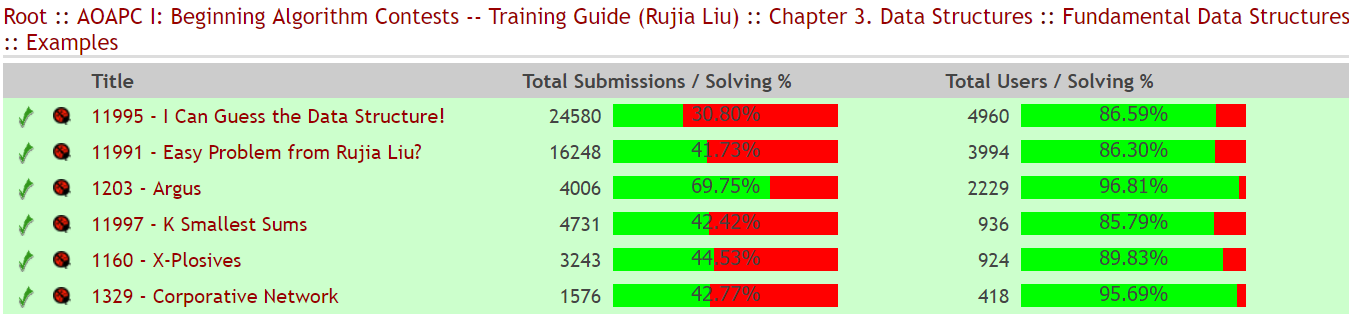 Root :: AOAPC I: Beginning Algorithm Contests -- Training Guide (Rujia Liu) :: Chapter 3. Data Structures :: Fundamental Data Structures
:: Examples
Title Total Submissions / Solving % Total Users / Solving %
11995 - I Can Guess the Data Structure! 24580 30.80% 4960 86.59%
11991 - Easy Problem from Rujia Liu? 16248 41.73% 3994 86.30%
1203 - Argus 4006 69.75% 2229 96.81%
11997 - K Smallest Sums 4731 42.42% 936 85.79%
1160 - X-Plosives 3243 44.53% 924 89.83%
1329 - Corporative Network 1576 42.77% 418 95.69%